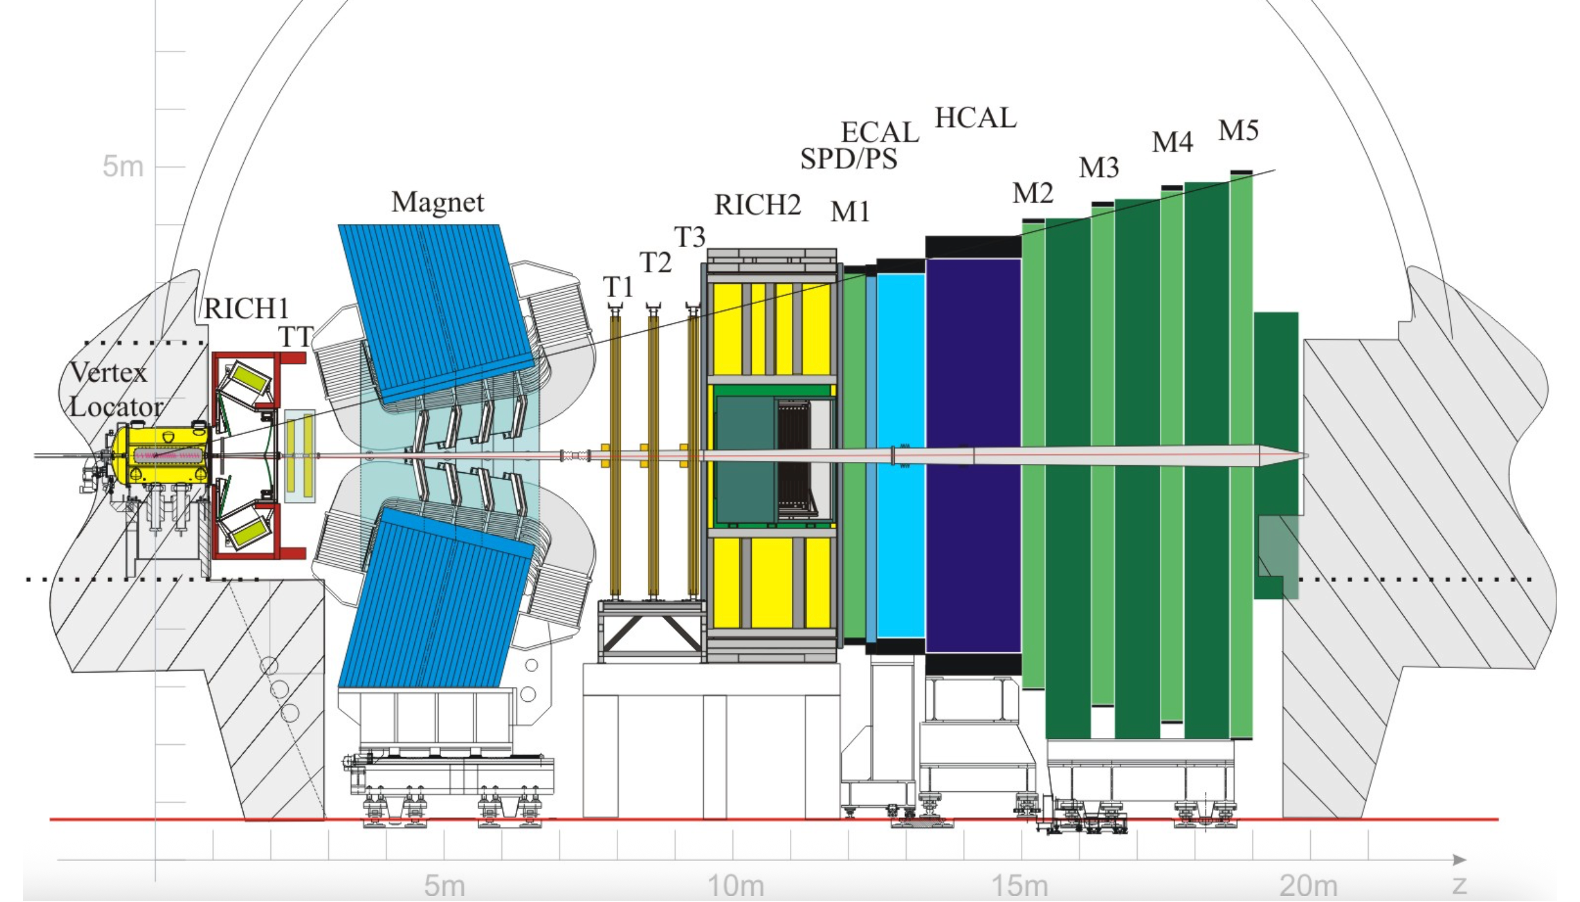 HCAL
ECAL
SPD/PS
M5
M4
M3
M2
M1
5m
Magnet
RICH2
T3
T2
T1
RICH1
TT
Vertex
Locator
5m
10m
15m
20m
z